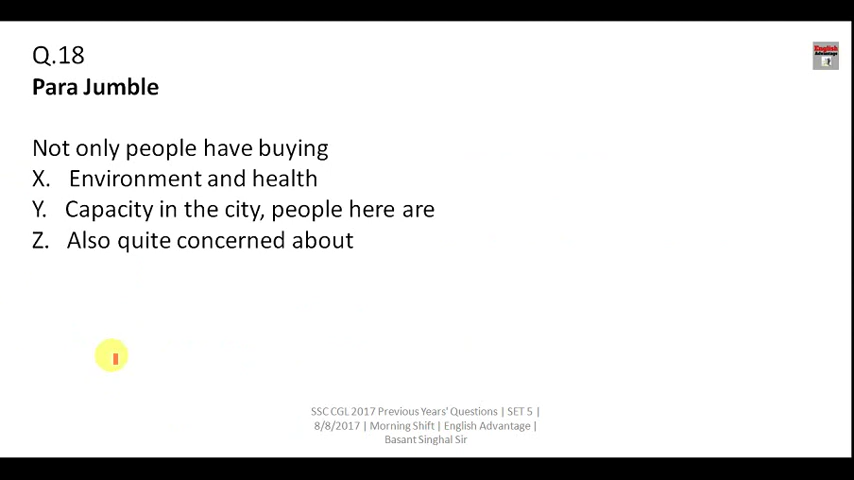 Q.18
English
Advantage
Para Jumble
Not only people have buying
X. Environment and health
Y. Capacity in the city, people here are
Z. Also quite concerned about
SSC CGL 2017 Previous Years' Questions | SET 5 |
8/8/2017 | Morning Shift | English Advantage |
Basant Singhal Sir